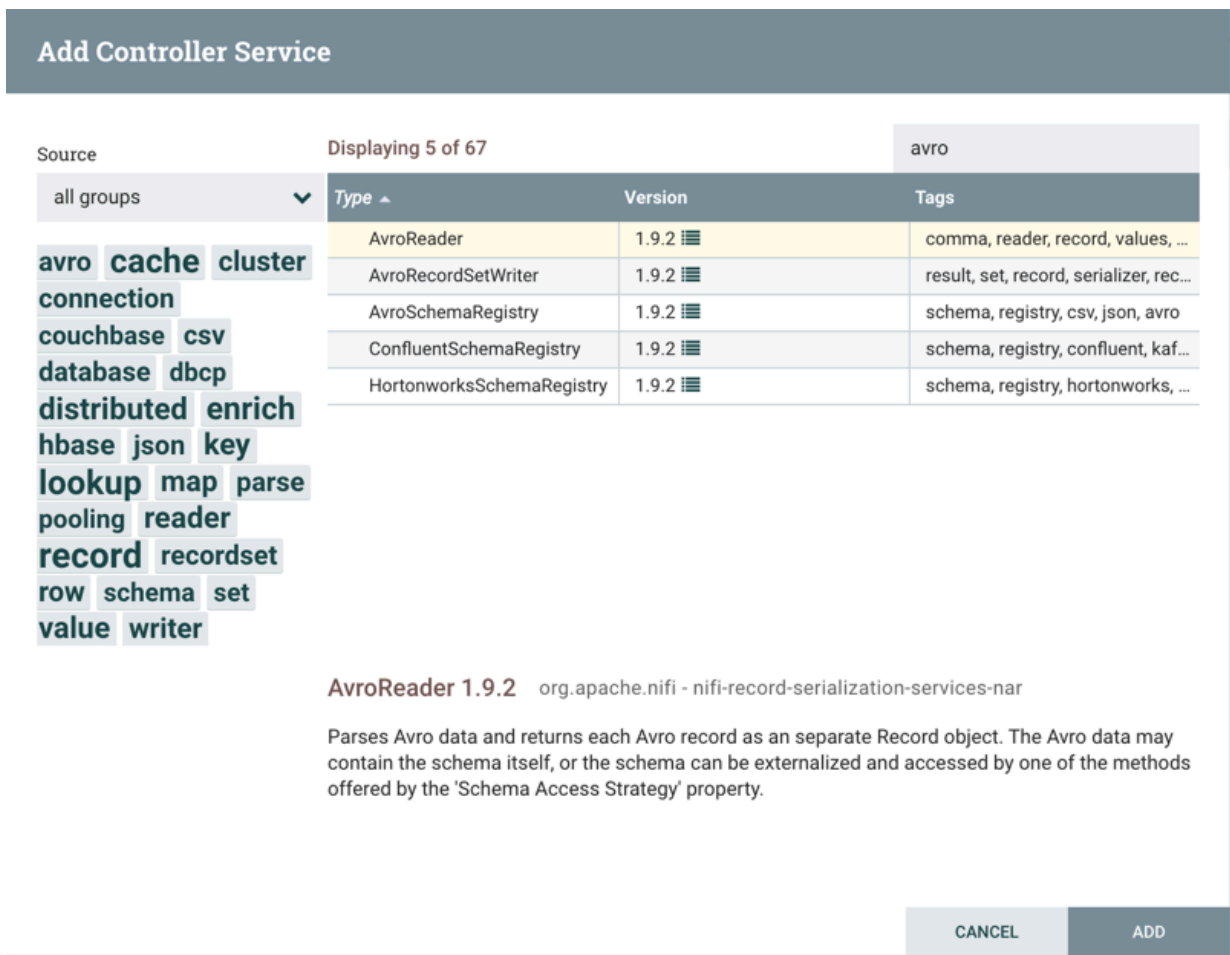 Add Controller Service
Source
all groups
avro cache cluster
connection
couchbase csv
database dbcp
distributed enrich
hbase json key
lookup map parse
pooling reader
record recordset
row schema set
value writer
Displaying 5 of 67
avro
Type Version Tags
AvroReader 1.9.2 comma, reader, record, values, ...
AvroRecordSetWriter 1.9.2 result, set, record, serializer, rec...
AvroSchemaRegistry 1.9.2 schema, registry, csv, json, avro
ConfluentSchemaRegistry 1.9.2 schema, registry, confluent, kaf...
HortonworksSchemaRegistry 1.9.2 schema, registry, hortonworks, ...
AvroReader 1.9.2 org.apache.nifi - nifi-record-serialization-services-nar
Parses Avro data and returns each Avro record as an separate Record object. The Avro data may
contain the schema itself, or the schema can be externalized and accessed by one of the methods
offered by the 'Schema Access Strategy' property.
CANCEL ADD